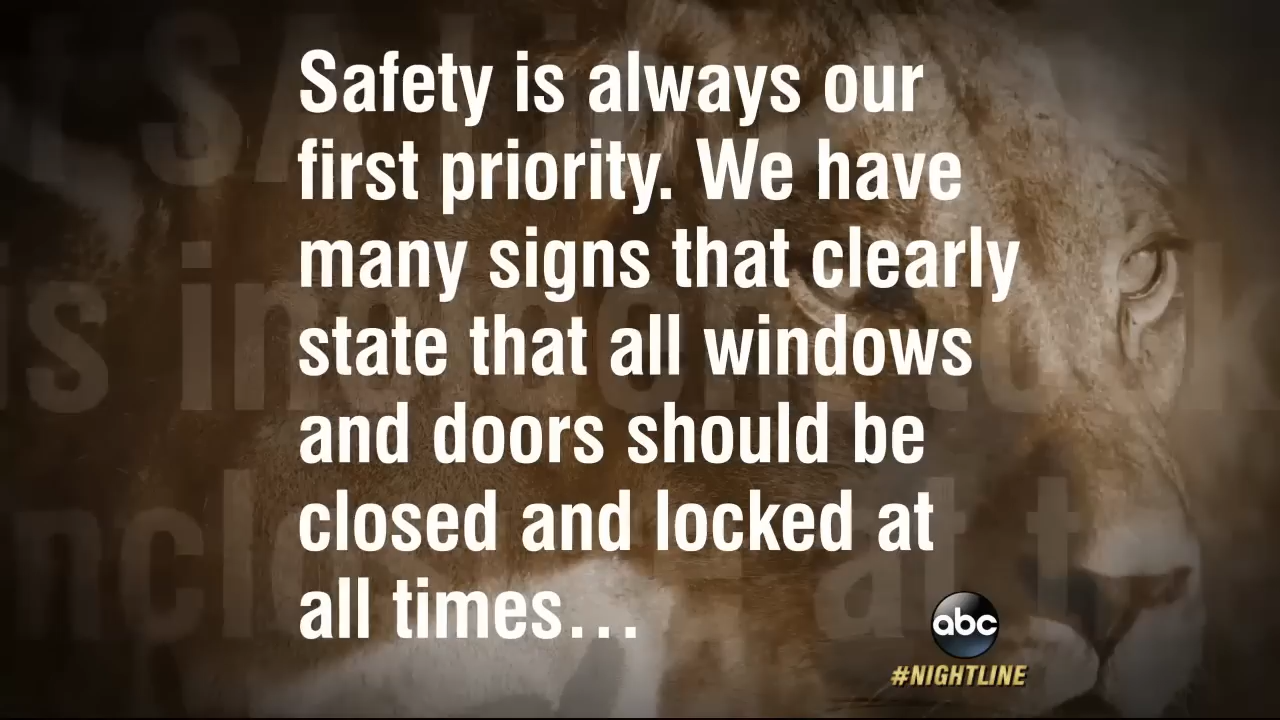 Safety is always our
first priority. We have
many signs that clearly
state that all windows
and doors should be
closed and locked at
all times...
abc
#NIGHTLINE